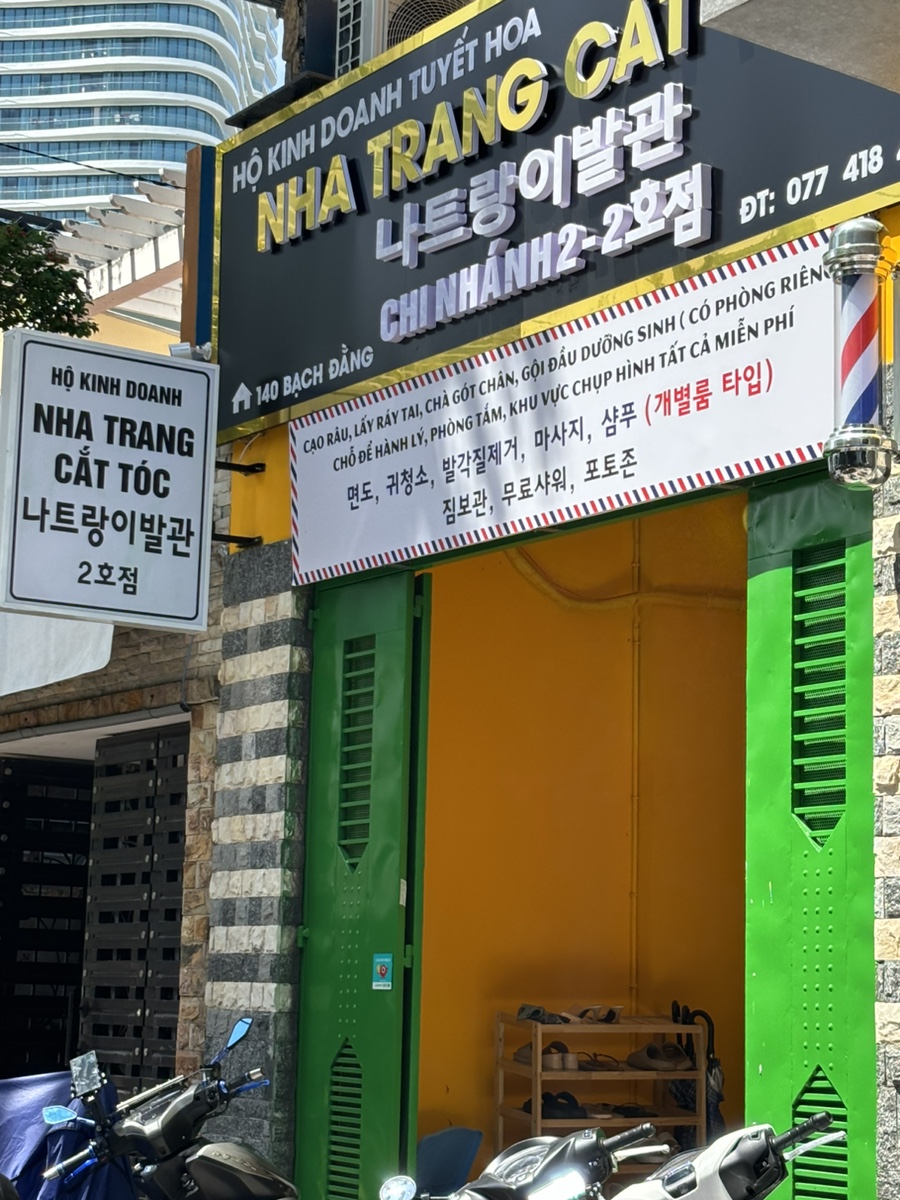 HỘ KINH DOANH TUYẾT HOA
NHA TRANG CẮT
나트랑이발관
CHI NHÁNH 2 - 2호점
140 BẠCH ĐẰNG
ĐT: 077 418
CẠO RÂU, LẤY RÁY TAI, CHÀ GÓT CHÂN, GỘI ĐẦU DƯỠNG SINH ( CÓ PHÒNG RIÊNG
CHỖ ĐỂ HÀNH LÝ, PHÒNG TẮM, KHU VỰC CHỤP HÌNH TẤT CẢ MIỄN PHÍ
면도, 귀청소, 발각질제거, 마사지, 샴푸 (개별룸 타입)
짐보관, 무료샤워, 포토존
HỘ KINH DOANH
NHA TRANG
CẮT TÓC
나트랑이발관
2호점